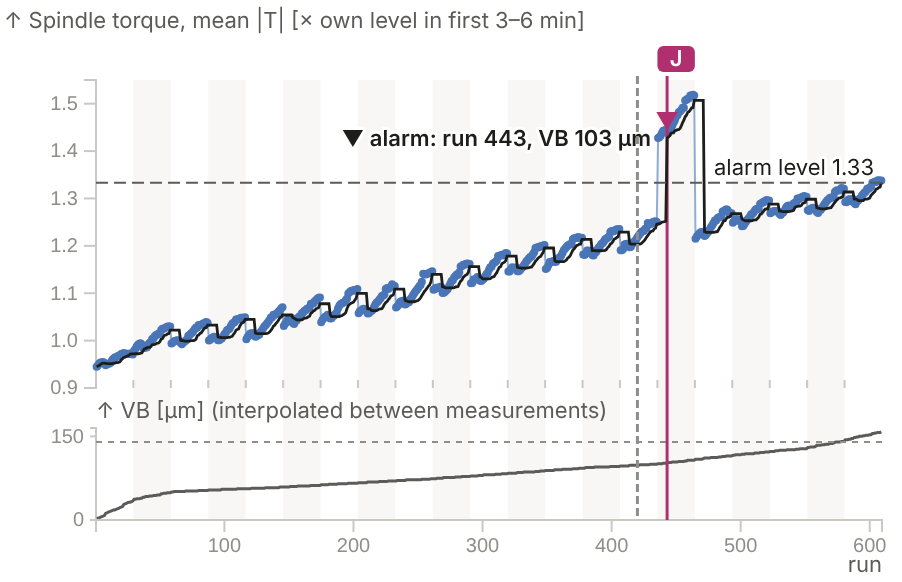 ↑ Spindle torque, mean |T| [× own level in first 3–6 min]
J
1.5
▼ alarm: run 443, VB 103 µm
1.4
alarm level 1.33
1.3
1.2
1.1
1.0
0.9
↑ VB [µm] (interpolated between measurements)
150
0
100 200 300 400 500 600
run